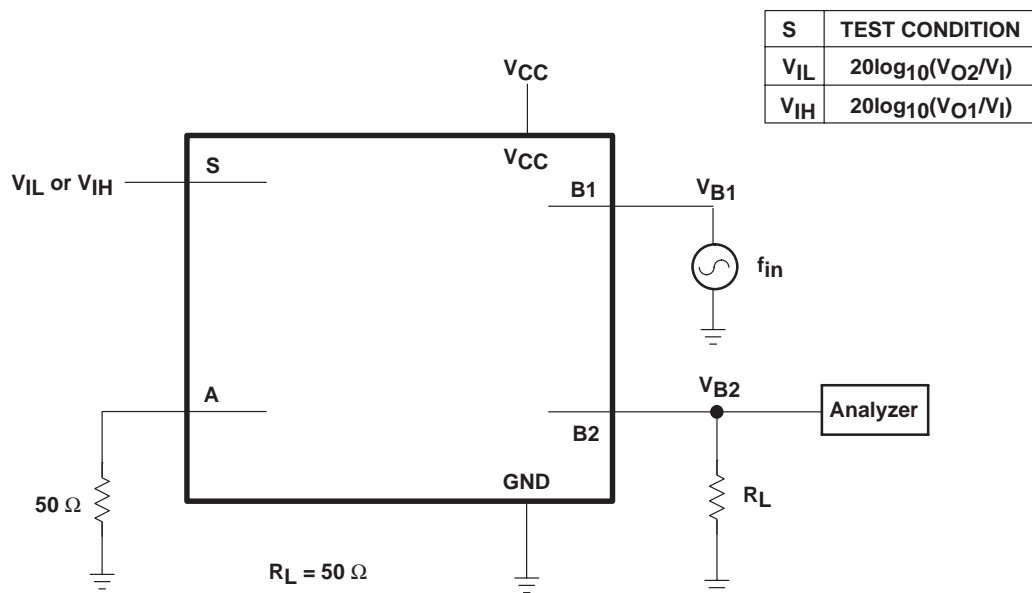 S TEST CONDITION
VIL 20log10(VO2/VI)
VIH 20log10(VO1/VI)
VCC
VCC
S
VIL or VIH
B1
VB1
fin
A
VB2
Analyzer
B2
GND
50 Ω
RL
RL = 50 Ω